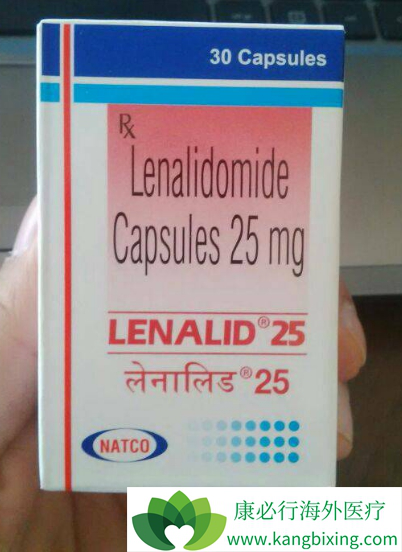 30 Capsules
Rx
Lenalidomide
Capsules 25 mg
LENALID® 25
लेनालिड® 25
NATCO
康必行海外医疗
www.kangbixing.com